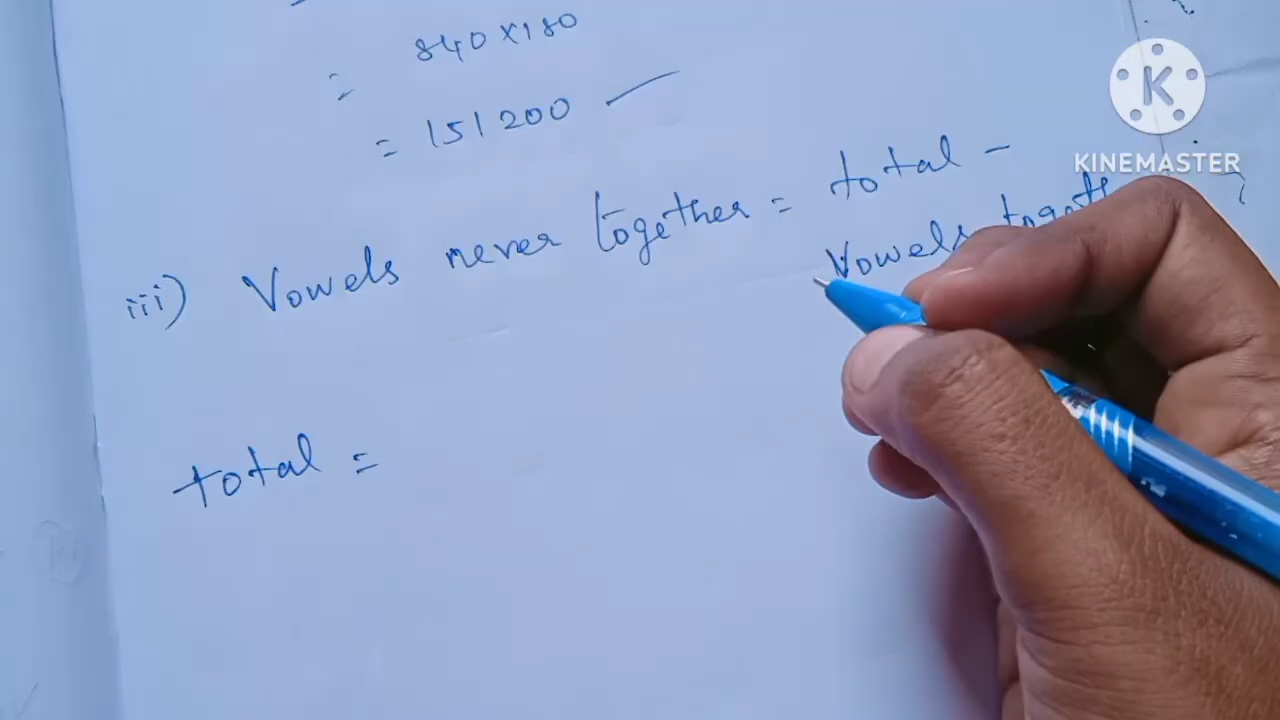 = 840×180
= 151200
iii) Vowels never together = total -
Vowels
total =
KINEMASTER